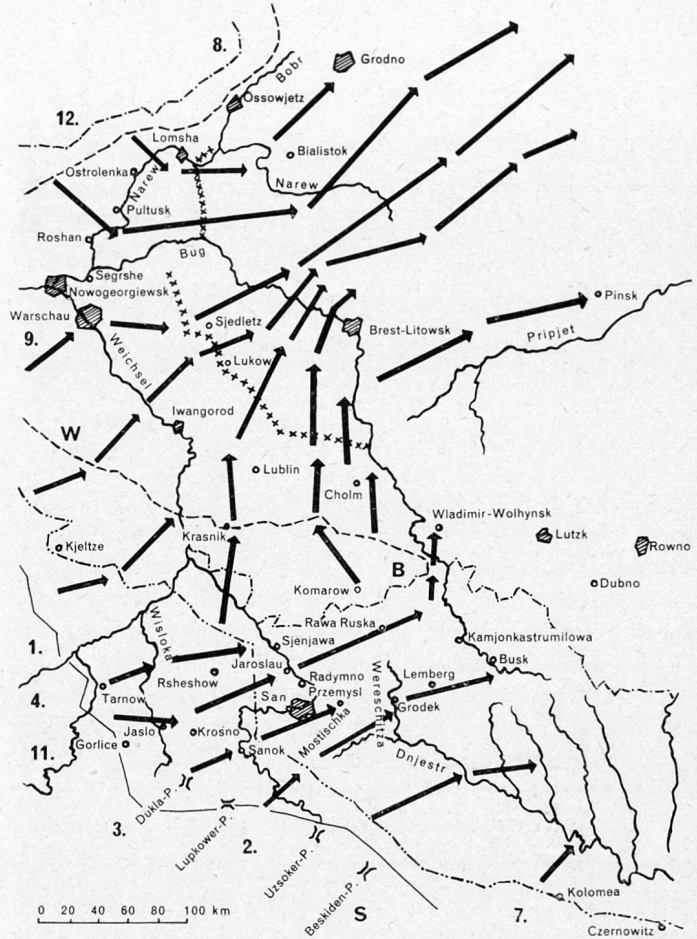 8.
Bobr
Grodno
Ossowjetz
12.
Lomsha
Bialistok
Ostrolenka
Narew
Narew
Pultusk
Roshan
Bug
Segrshe
Nowogeorgiewsk
Warschau
Pinsk
Sjedletz
Brest-Litowsk
Pripjet
9.
Weichsel
Lukow
Iwangorod
W
Lublin
Cholm
Wladimir-Wolhynsk
Krasnik
Lutzk
Rowno
Kjeltze
B
Komarow
Dubno
Wisloka
Rawa Ruska
1.
Sjenjawa
Kamjonkastrumilowa
Jaroslau
Busk
Rsheshow
Radymno
Wereschitza
Lemberg
4.
Tarnow
San
Przemysl
Grodek
Jaslo
Krosno
Mostischka
Gorlice
11.
Sanok
Dnjestr
Dukla-P.
3.
Lupkower-P.
2.
Uzsoker-P.
Beskiden-P.
S
7.
Kolomea
Czernowitz
0 20 40 60 80 100 km